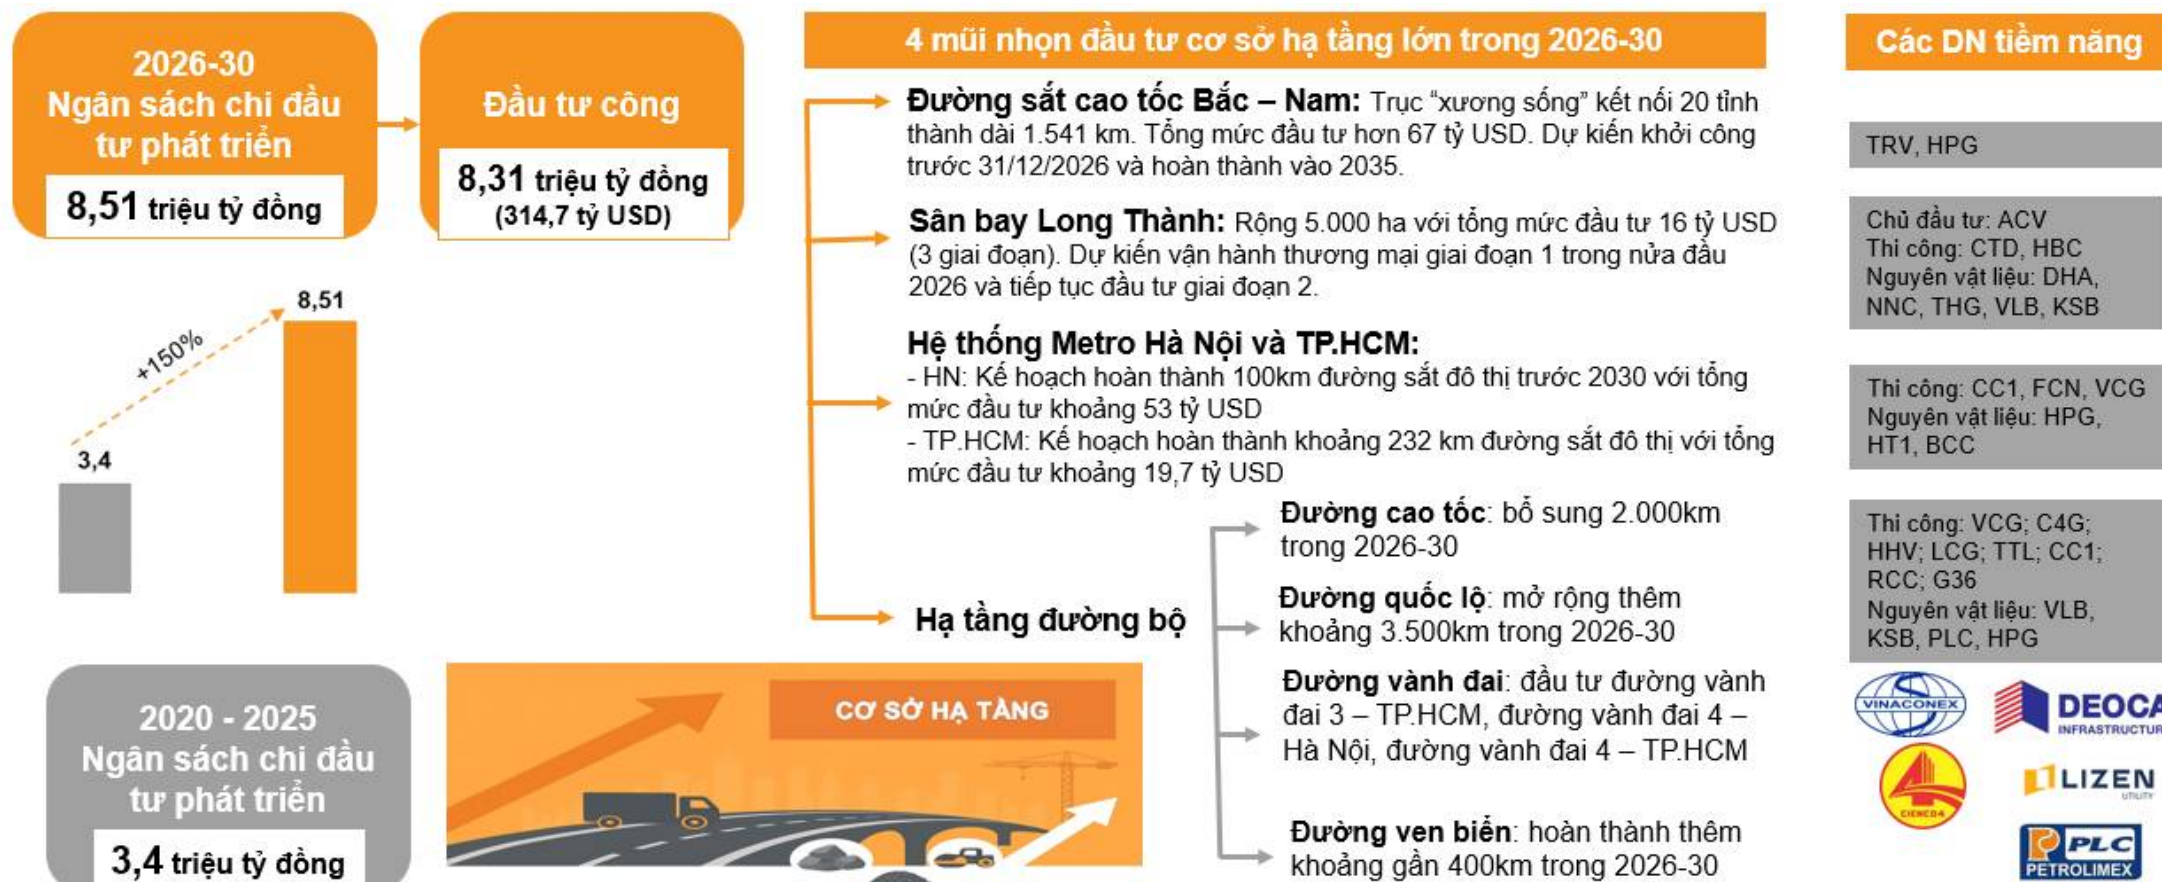 2026-30
Ngân sách chi đầu
tư phát triển
8,51 triệu tỷ đồng
Đầu tư công
8,31 triệu tỷ đồng
(314,7 tỷ USD)
8,51
+150%
3,4
2020 - 2025
Ngân sách chi đầu
tư phát triển
3,4 triệu tỷ đồng
4 mũi nhọn đầu tư cơ sở hạ tầng lớn trong 2026-30
Đường sắt cao tốc Bắc – Nam: Trục “xương sống” kết nối 20 tỉnh
thành dài 1.541 km. Tổng mức đầu tư hơn 67 tỷ USD. Dự kiến khởi công
trước 31/12/2026 và hoàn thành vào 2035.
Sân bay Long Thành: Rộng 5.000 ha với tổng mức đầu tư 16 tỷ USD
(3 giai đoạn). Dự kiến vận hành thương mại giai đoạn 1 trong nửa đầu
2026 và tiếp tục đầu tư giai đoạn 2.
Hệ thống Metro Hà Nội và TP.HCM:
- HN: Kế hoạch hoàn thành 100km đường sắt đô thị trước 2030 với tổng
mức đầu tư khoảng 53 tỷ USD
- TP.HCM: Kế hoạch hoàn thành khoảng 232 km đường sắt đô thị với tổng
mức đầu tư khoảng 19,7 tỷ USD
Hạ tầng đường bộ
Đường cao tốc: bổ sung 2.000km
trong 2026-30
Đường quốc lộ: mở rộng thêm
khoảng 3.500km trong 2026-30
Đường vành đai: đầu tư đường vành
đai 3 – TP.HCM, đường vành đai 4 –
Hà Nội, đường vành đai 4 – TP.HCM
Đường ven biển: hoàn thành thêm
khoảng gần 400km trong 2026-30
CƠ SỞ HẠ TẦNG
Các DN tiềm năng
TRV, HPG
Chủ đầu tư: ACV
Thi công: CTD, HBC
Nguyên vật liệu: DHA,
NNC, THG, VLB, KSB
Thi công: CC1, FCN, VCG
Nguyên vật liệu: HPG,
HT1, BCC
Thi công: VCG; C4G;
HHV; LCG; TTL; CC1;
RCC; G36
Nguyên vật liệu: VLB,
KSB, PLC, HPG
VINACONEX
DEOCA
INFRASTRUCTUR
CIENCO4
LIZEN
UTILITY
PLC
PETROLIMEX